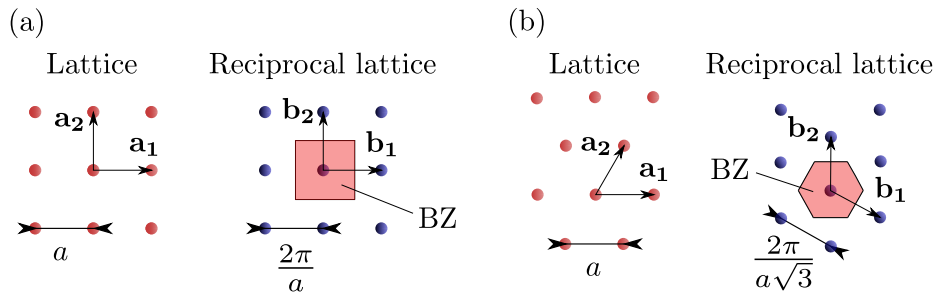 (a)
Lattice
Reciprocal lattice
a₂
a₁
a
b₂
b₁
BZ
2π
a
(b)
Lattice
Reciprocal lattice
a₂
a₁
a
b₂
BZ
b₁
2π
a√3